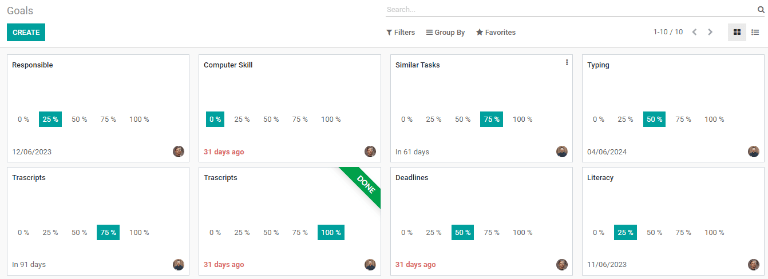 Goals
Search...
CREATE
Filters Group By Favorites
1-10 / 10
Responsible
0 % 25 % 50 % 75 % 100 %
12/06/2023
Computer Skill
0 % 25 % 50 % 75 % 100 %
31 days ago
Similar Tasks
0 % 25 % 50 % 75 % 100 %
In 61 days
Typing
0 % 25 % 50 % 75 % 100 %
04/06/2024
Trascripts
0 % 25 % 50 % 75 % 100 %
In 91 days
Trascripts
DONE
0 % 25 % 50 % 75 % 100 %
31 days ago
Deadlines
0 % 25 % 50 % 75 % 100 %
31 days ago
Literacy
0 % 25 % 50 % 75 % 100 %
11/06/2023